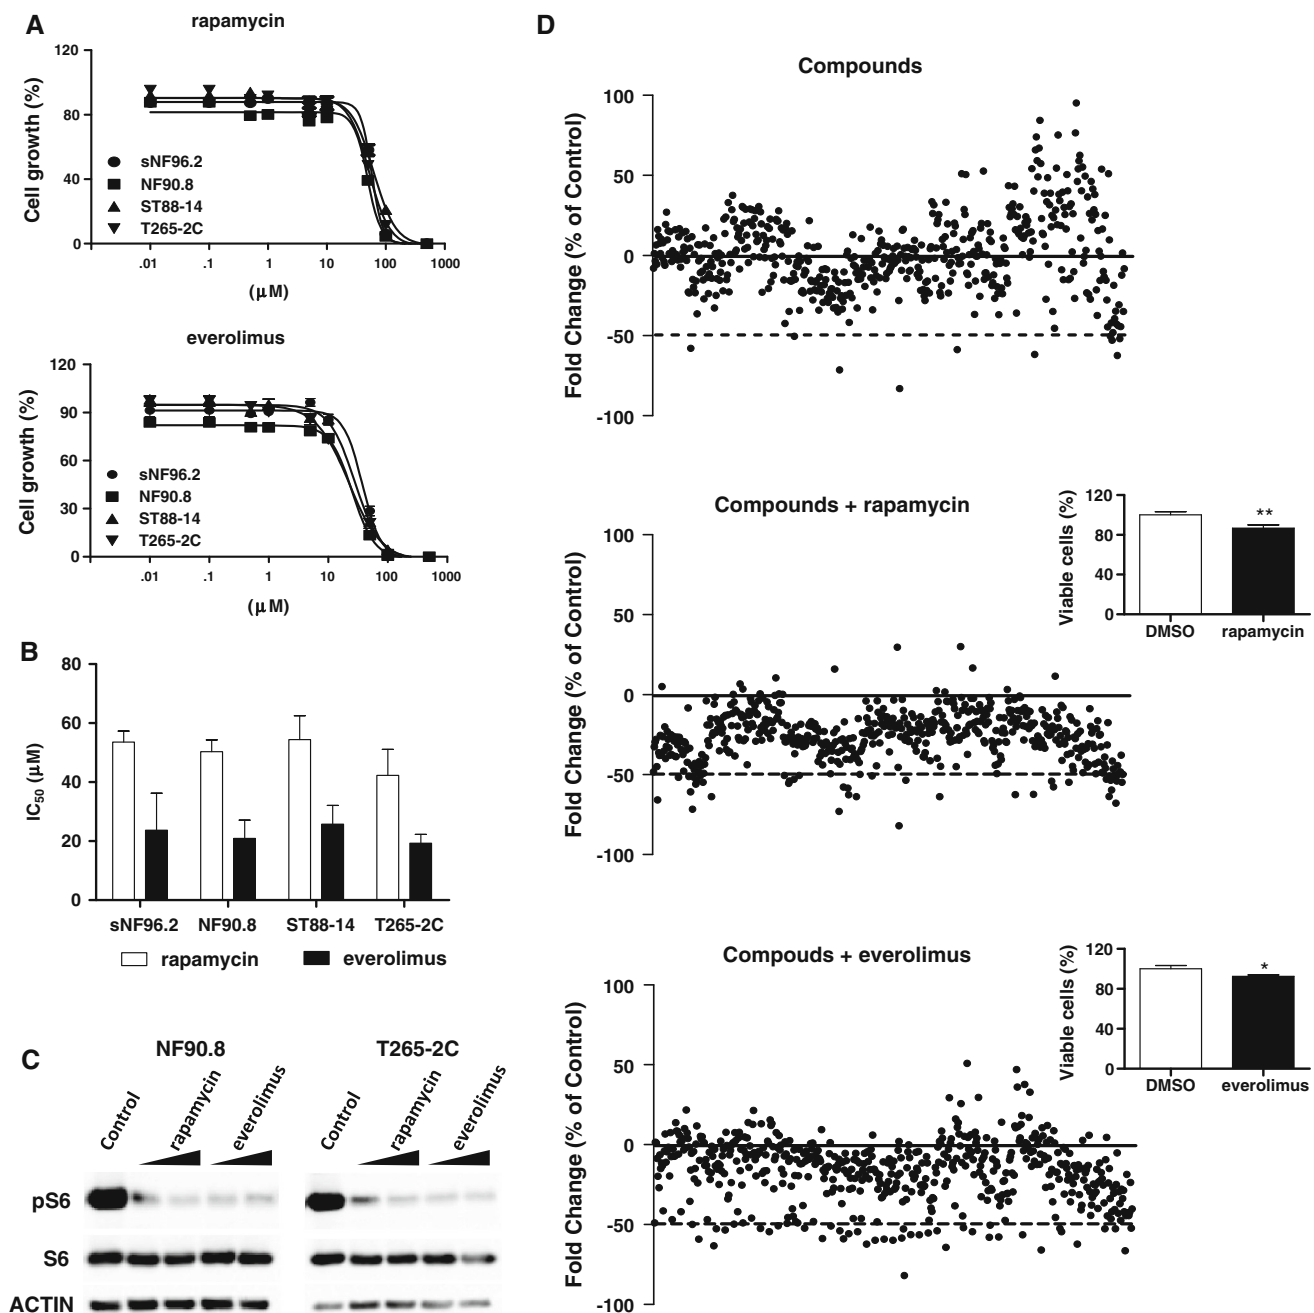 A
rapamycin
Cell growth (%)
120
80
40
0
sNF96.2
NF90.8
ST88-14
T265-2C
.01 .1 1 10 100 1000
(μM)
everolimus
Cell growth (%)
120
90
60
30
0
sNF96.2
NF90.8
ST88-14
T265-2C
.01 .1 1 10 100 1000
(μM)
B
IC50 (μM)
80
60
40
20
0
sNF96.2 NF90.8 ST88-14 T265-2C
rapamycin everolimus
C
NF90.8 T265-2C
Control rapamycin everolimus Control rapamycin everolimus
pS6
S6
ACTIN
D
Compounds
Fold Change (% of Control)
100
50
0
-50
-100
Compounds + rapamycin
Fold Change (% of Control)
100
50
0
-50
-100
Viable cells (%)
120
80
40
0
**
DMSO rapamycin
Compouds + everolimus
Fold Change (% of Control)
100
50
0
-50
-100
Viable cells (%)
120
80
40
0
*
DMSO everolimus